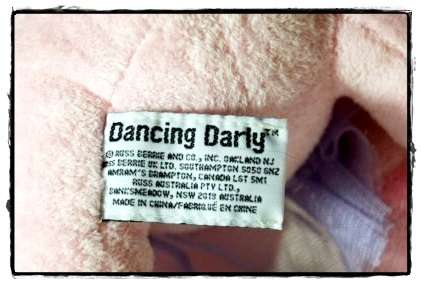 Dancing Darly™
© RUSS BERRIE AND CO., INC. OAKLAND NJ
RUSS BERRIE UK LTD. SOUTHAMPTON SO50 6NZ
AMRAM'S BRAMPTON, CANADA L6T 5M1
RUSS AUSTRALIA PTY LTD.,
BANKSMEADOW, NSW 2019 AUSTRALIA
MADE IN CHINA/FABRIQUÉ EN CHINE